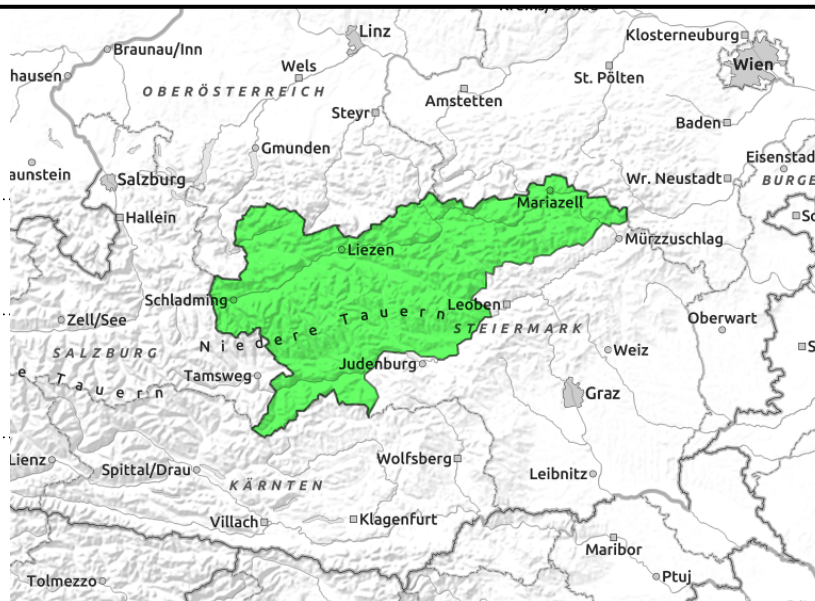 Linz
Braunau/Inn
Klosterneuburg
hausen
Wels
Wien
St. Pölten
OBERÖSTERREICH
Amstetten
Steyr
Baden
Gmunden
Eisenstad
aunstein
Salzburg
Wr. Neustadt
BURGE
Mariazell
Hallein
Mürzzuschlag
Liezen
Schladming
Leoben
Niedere Tauern
Zell/See
STEIERMARK
Oberwart
SALZBURG
Weiz
Judenburg
Tamsweg
e Tauern
Graz
Lienz
Spittal/Drau
Wolfsberg
Leibnitz
KÄRNTEN
Villach
Klagenfurt
Maribor
Tolmezzo
Ptuj